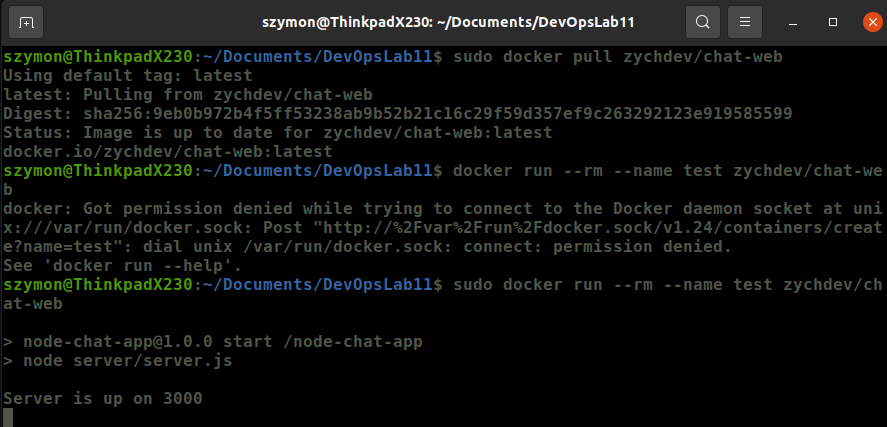 szymon@ThinkpadX230: ~/Documents/DevOpsLab11
szymon@ThinkpadX230:~/Documents/DevOpsLab11$ sudo docker pull zychdev/chat-web
Using default tag: latest
latest: Pulling from zychdev/chat-web
Digest: sha256:9eb0b972b4f5ff53238ab9b52b21c16c29f59d357ef9c263292123e919585599
Status: Image is up to date for zychdev/chat-web:latest
docker.io/zychdev/chat-web:latest
szymon@ThinkpadX230:~/Documents/DevOpsLab11$ docker run --rm --name test zychdev/chat-we
b
docker: Got permission denied while trying to connect to the Docker daemon socket at uni
x:///var/run/docker.sock: Post "http://%2Fvar%2Frun%2Fdocker.sock/v1.24/containers/creat
e?name=test": dial unix /var/run/docker.sock: connect: permission denied.
See 'docker run --help'.
szymon@ThinkpadX230:~/Documents/DevOpsLab11$ sudo docker run --rm --name test zychdev/ch
at-web
> node-chat-app@1.0.0 start /node-chat-app
> node server/server.js
Server is up on 3000